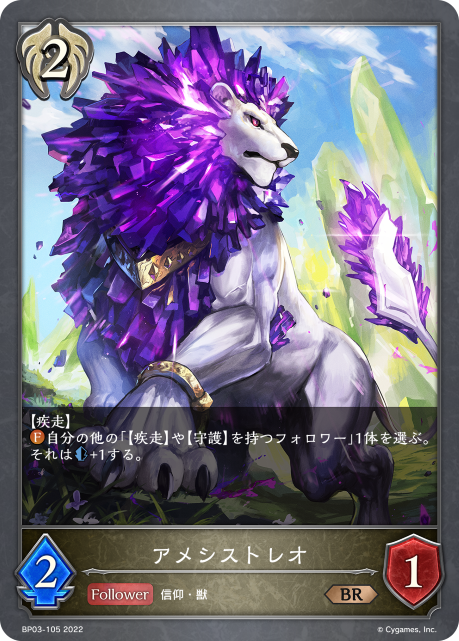 2
【疾走】
F自分の他の「【疾走】や【守護】を持つフォロワー」1体を選ぶ。
それは+1する。
アメシストレオ
2
Follower 信仰・獣
BR
1
BP03-105 2022
© Cygames, Inc.